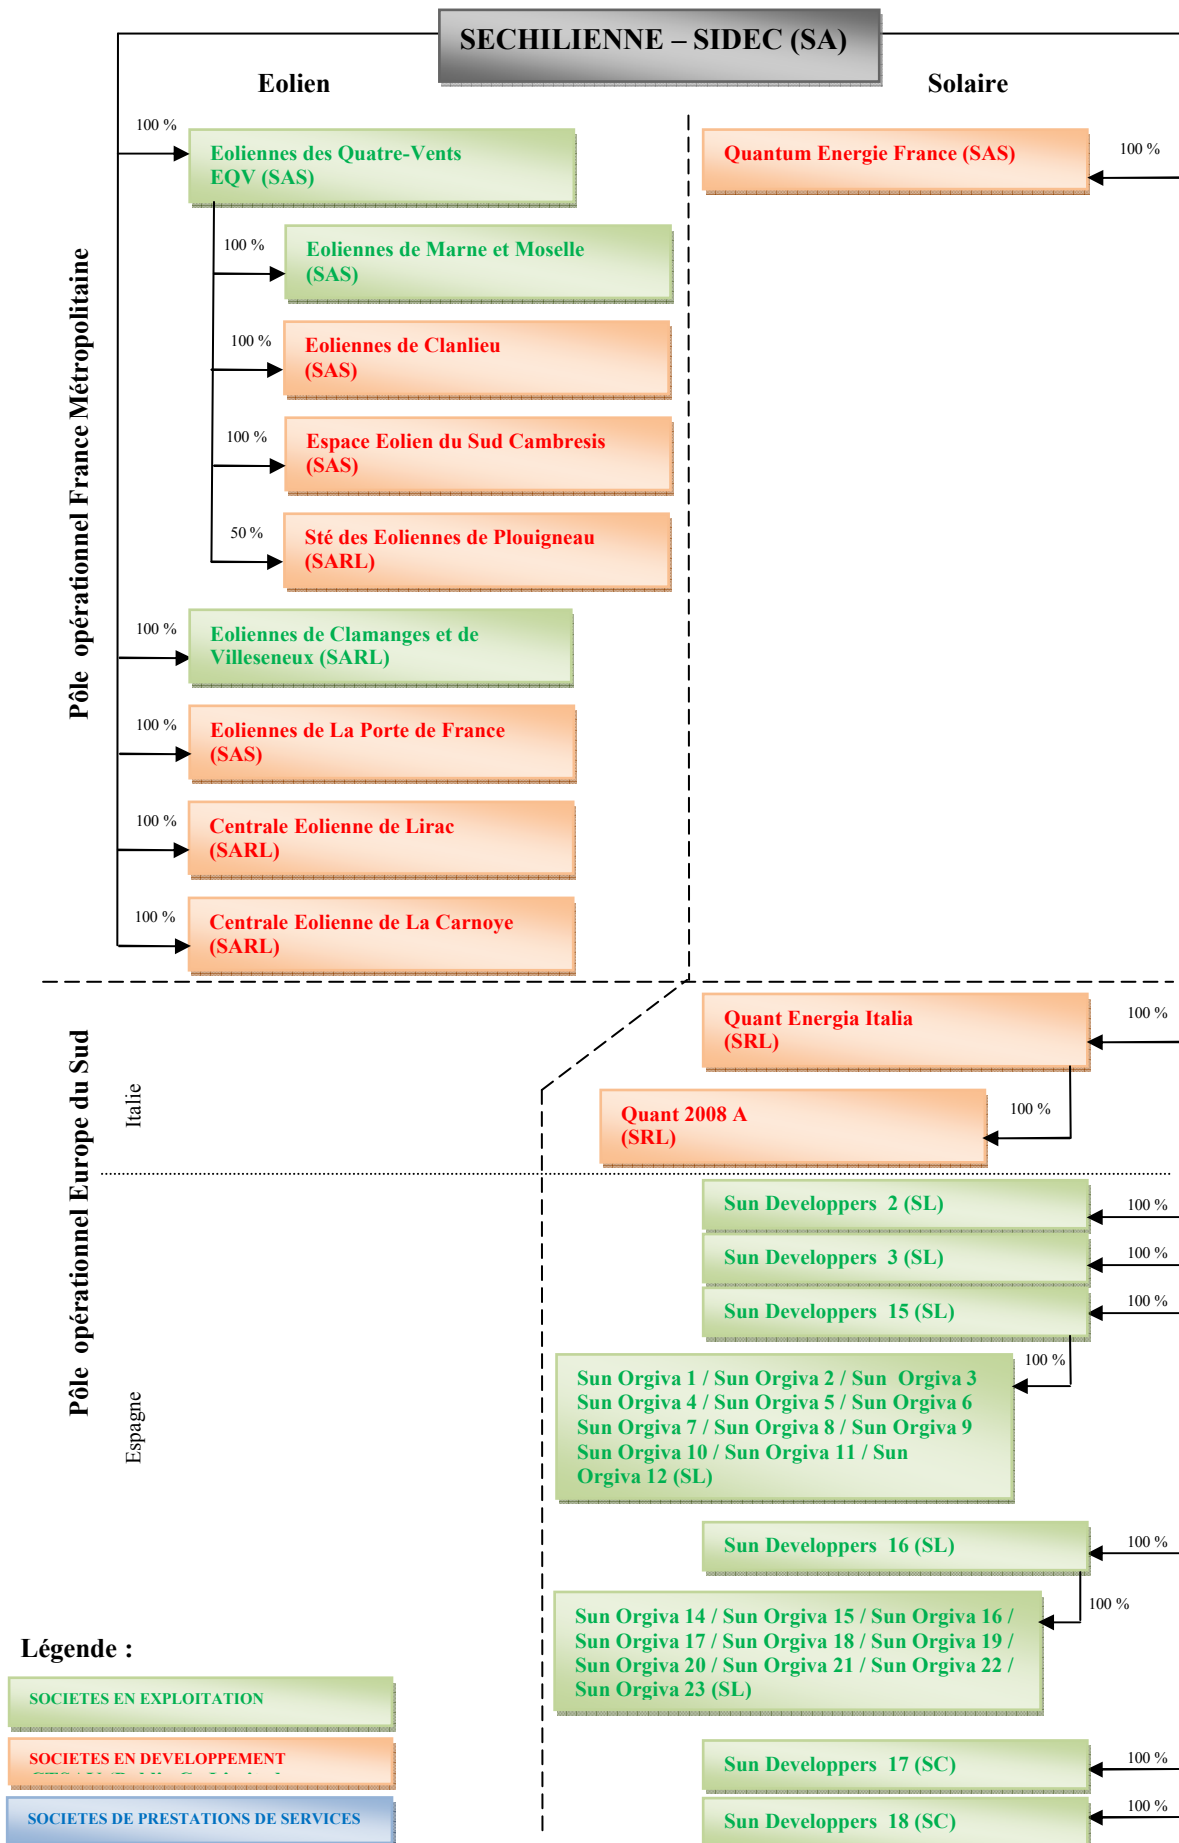 SECHILIENNE – SIDEC (SA)
Eolien
Solaire
Pôle opérationnel France Métropolitaine
100 %
Eoliennes des Quatre-Vents
EQV (SAS)
Quantum Energie France (SAS)
100 %
100 %
Eoliennes de Marne et Moselle
(SAS)
100 %
Eoliennes de Clanlieu
(SAS)
100 %
Espace Eolien du Sud Cambresis
(SAS)
50 %
Sté des Eoliennes de Plouigneau
(SARL)
100 %
Eoliennes de Clamanges et de
Villeseneux (SARL)
100 %
Eoliennes de La Porte de France
(SAS)
100 %
Centrale Eolienne de Lirac
(SARL)
100 %
Centrale Eolienne de La Carnoye
(SARL)
Pôle opérationnel Europe du Sud
Italie
Quant Energia Italia
(SRL)
100 %
Quant 2008 A
(SRL)
100 %
Espagne
Sun Developpers 2 (SL)
100 %
Sun Developpers 3 (SL)
100 %
Sun Developpers 15 (SL)
100 %
100 %
Sun Orgiva 1 / Sun Orgiva 2 / Sun Orgiva 3
Sun Orgiva 4 / Sun Orgiva 5 / Sun Orgiva 6
Sun Orgiva 7 / Sun Orgiva 8 / Sun Orgiva 9
Sun Orgiva 10 / Sun Orgiva 11 / Sun
Orgiva 12 (SL)
Sun Developpers 16 (SL)
100 %
100 %
Sun Orgiva 14 / Sun Orgiva 15 / Sun Orgiva 16 /
Sun Orgiva 17 / Sun Orgiva 18 / Sun Orgiva 19 /
Sun Orgiva 20 / Sun Orgiva 21 / Sun Orgiva 22 /
Sun Orgiva 23 (SL)
Sun Developpers 17 (SC)
100 %
Sun Developpers 18 (SC)
100 %
Légende :
SOCIETES EN EXPLOITATION
SOCIETES EN DEVELOPPEMENT
SOCIETES DE PRESTATIONS DE SERVICES